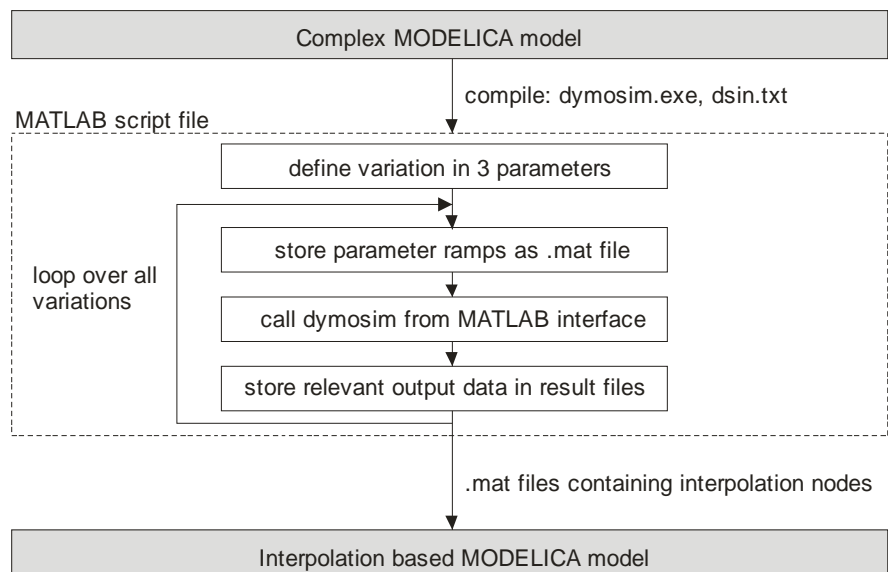 Complex MODELICA model
compile: dymosim.exe, dsin.txt
MATLAB script file
define variation in 3 parameters
store parameter ramps as .mat file
loop over all
variations
call dymosim from MATLAB interface
store relevant output data in result files
.mat files containing interpolation nodes
Interpolation based MODELICA model